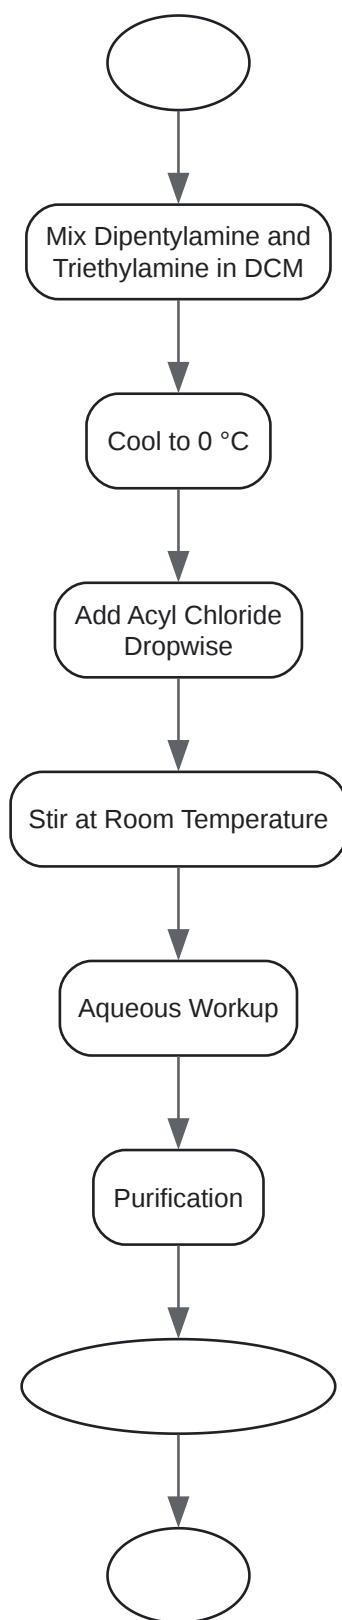 Mix Dipentylamine and
Triethylamine in DCM
Cool to 0 °C
Add Acyl Chloride
Dropwise
Stir at Room Temperature
Aqueous Workup
Purification